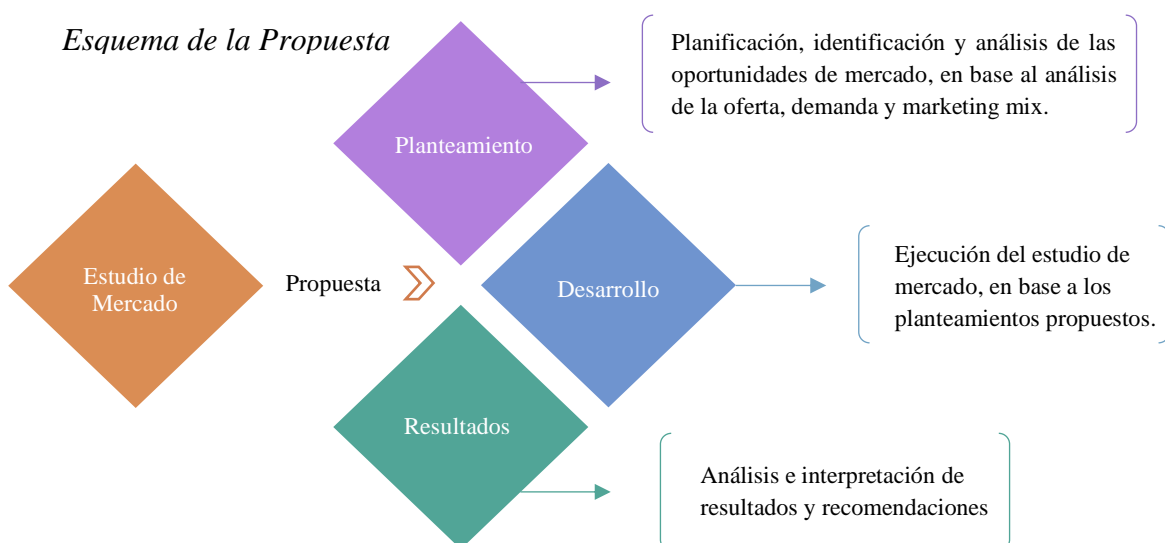 Esquema de la Propuesta
Planificación, identificación y análisis de las
oportunidades de mercado, en base al análisis
de la oferta, demanda y marketing mix.
Planteamiento
Estudio de
Mercado
Propuesta
Desarrollo
Ejecución del estudio de
mercado, en base a los
planteamientos propuestos.
Resultados
Análisis e interpretación de
resultados y recomendaciones